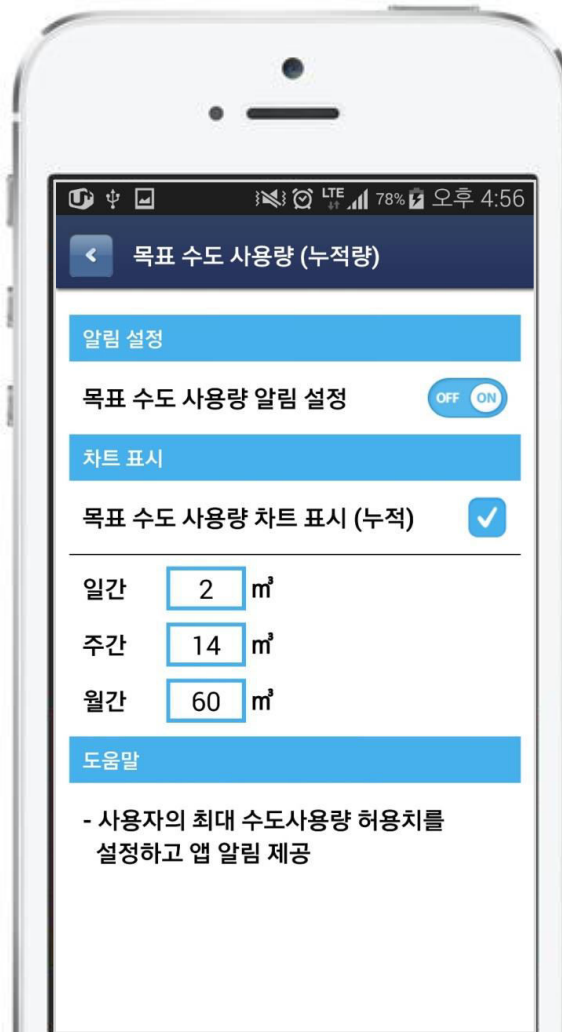 LTE 78% 오후 4:56
목표 수도 사용량 (누적량)
알림 설정
목표 수도 사용량 알림 설정 OFF ON
차트 표시
목표 수도 사용량 차트 표시 (누적)
일간 2 ㎥
주간 14 ㎥
월간 60 ㎥
도움말
- 사용자의 최대 수도사용량 허용치를
설정하고 앱 알림 제공